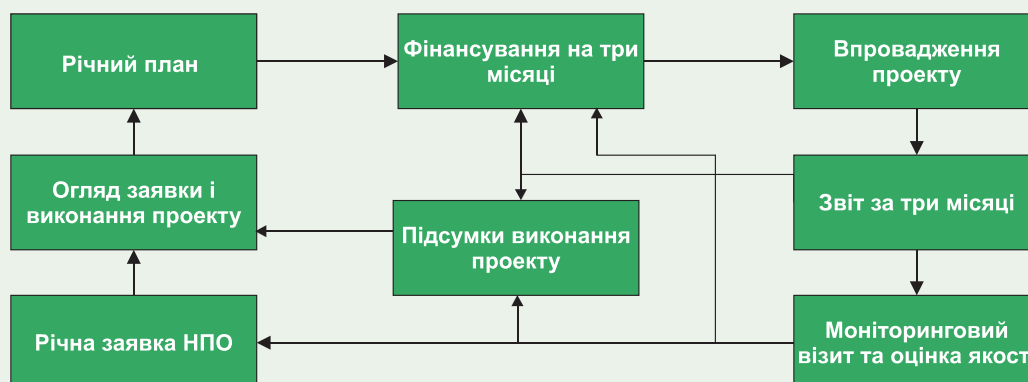 Річний план
Фінансування на три
місяці
Впровадження
проекту
Огляд заявки і
виконання проекту
Підсумки виконання
проекту
Звіт за три місяці
Річна заявка НПО
Моніторинговий
візит та оцінка якост